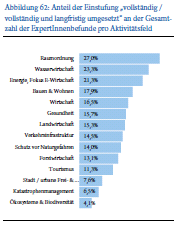 Abbildung 62: Anteil der Einstufung „vollständig /
vollständig und langfristig umgesetzt“ an der Gesamt-
zahl der ExpertInnenbefunde pro Aktivitätsfeld
Raumordnung 27,0%
Wasserwirtschaft 23,3%
Energie_Fokus E-Wirtschaft 21,3%
Bauen & Wohnen 17,9%
Wirtschaft 16,5%
Gesundheit 15,7%
Landwirtschaft 15,3%
Verkehrsinfrastruktur 14,5%
Schutz vor Naturgefahren 14,0%
Forstwirtschaft 13,1%
Tourismus 11,3%
Stadt / urbane Frei- & ... 7,6%
Katastrophenmanagement 6,5%
Ökosysteme & Biodiversität 4,1%